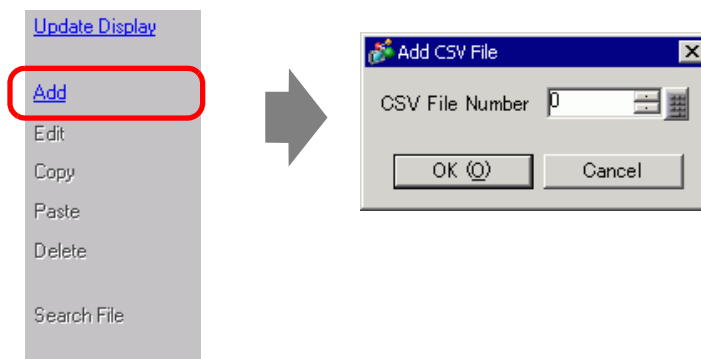 Update Display
Add
Edit
Copy
Paste
Delete
Search File
Add CSV File
CSV File Number 0
OK (O) Cancel